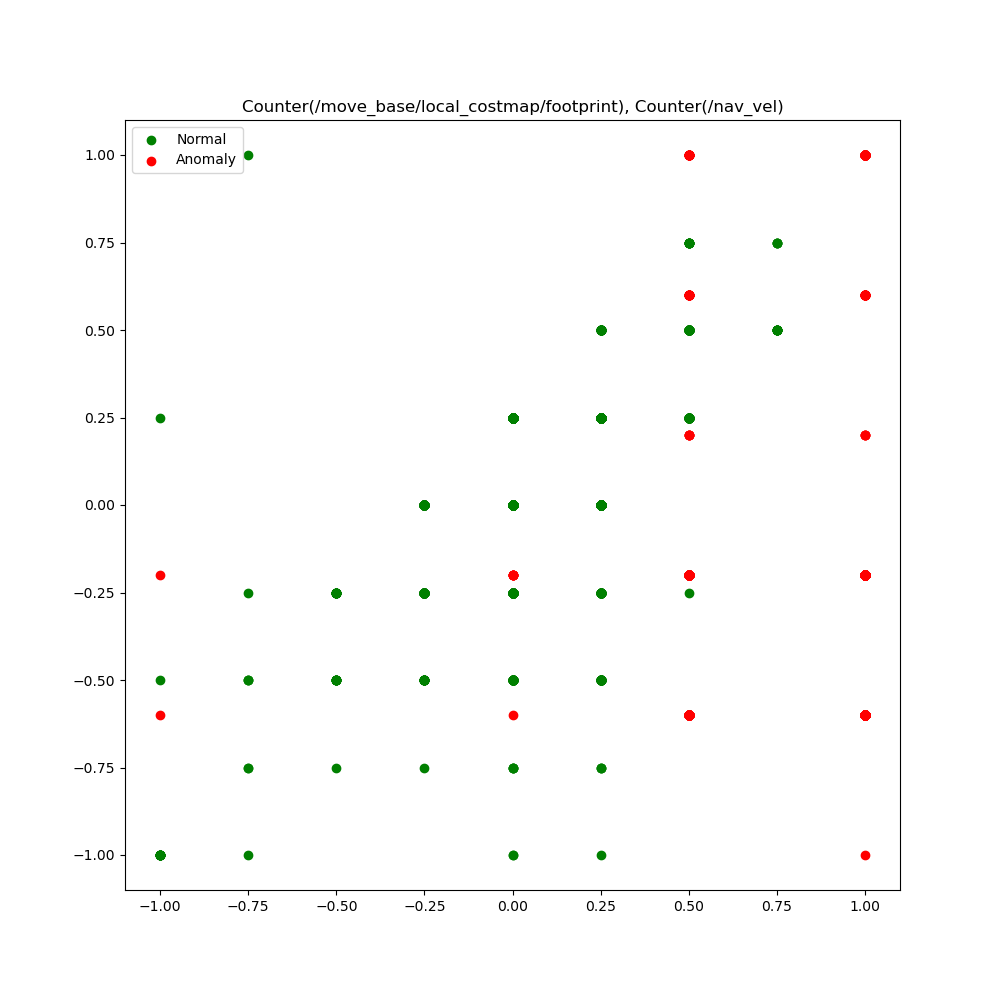 Counter(/move_base/local_costmap/footprint), Counter(/nav_vel)
Normal
Anomaly
1.00
0.75
0.50
0.25
0.00
−0.25
−0.50
−0.75
−1.00
−1.00 −0.75 −0.50 −0.25 0.00 0.25 0.50 0.75 1.00